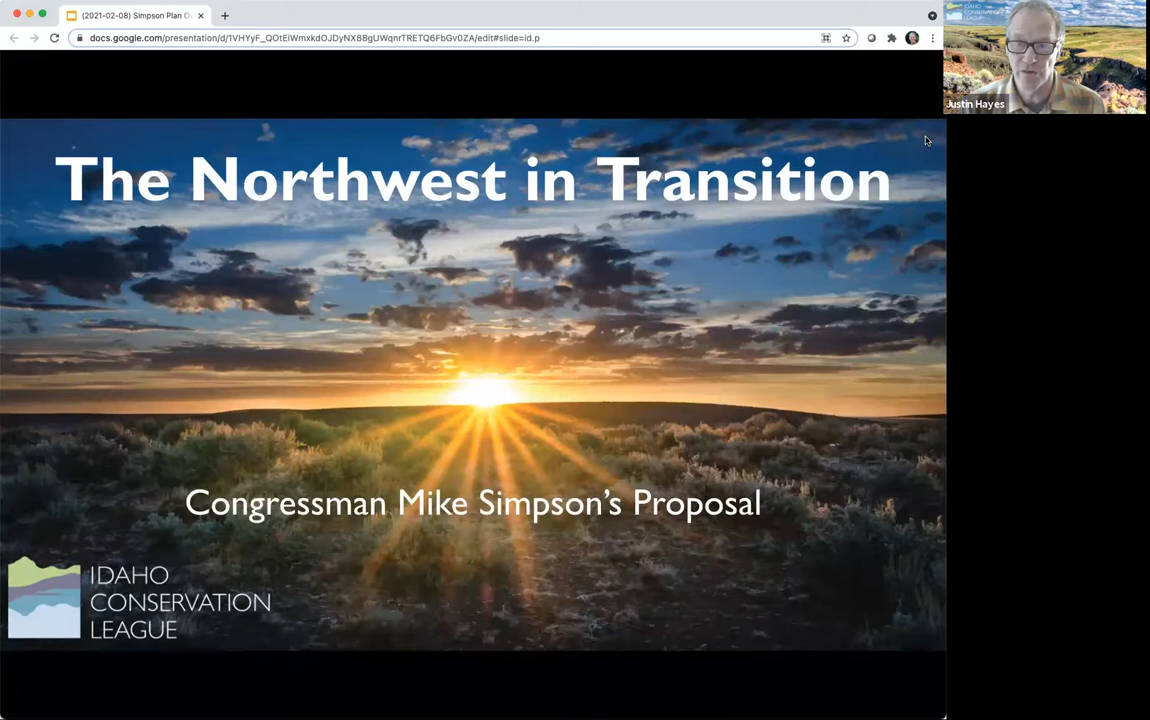 (2021-02-08) Simpson Plan O
docs.google.com/presentation/d/1VHYyF_QOtEiWmxkdOJDyNX88gUWqnrTRETQ6FbGv0ZA/edit#slide=id.p
IDAHO
CONSERVATION
LEAGUE
Justin Hayes
The Northwest in Transition
Congressman Mike Simpson's Proposal
IDAHO
CONSERVATION
LEAGUE